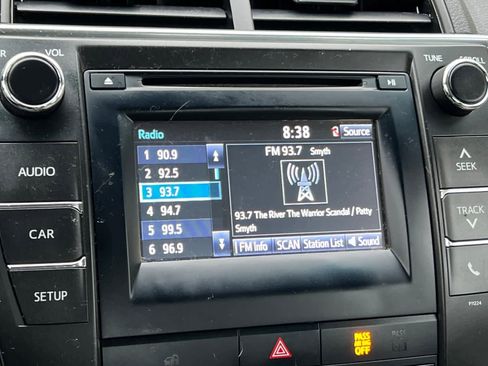 VOL
TUNE
SCROLL
Radio
8:38
Source
1 90.9
2 92.5
3 93.7
4 94.7
5 99.5
6 96.9
FM 93.7 Smyth
93.7 The River The Warrior Scandal / Patty
Smyth
FM Info
SCAN
Station List
Sound
AUDIO
CAR
SETUP
SEEK
TRACK
P11224
PASS
OFF
PASS